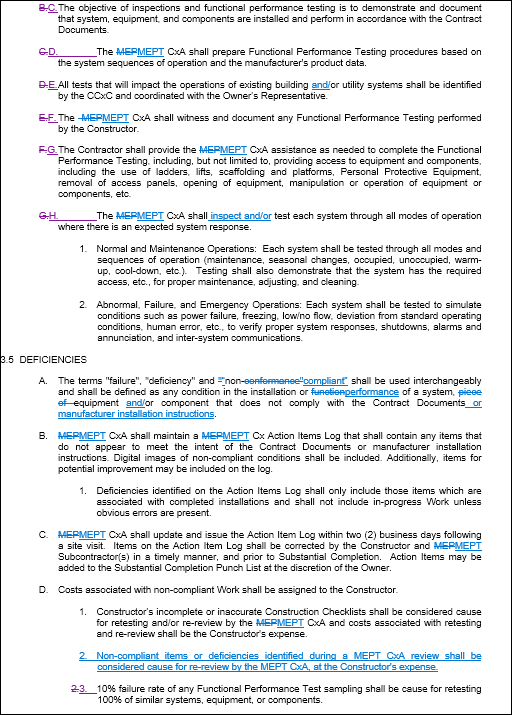 B.C. The objective of inspections and functional performance testing is to demonstrate and document
that system, equipment, and components are installed and perform in accordance with the Contract
Documents.
C.D. The MEPMEPT CxA shall prepare Functional Performance Testing procedures based on
the system sequences of operation and the manufacturer's product data.
D.E. All tests that will impact the operations of existing building and/or utility systems shall be identified
by the CCxC and coordinated with the Owner's Representative.
E.F. The MEPMEPT CxA shall witness and document any Functional Performance Testing performed
by the Constructor.
F.G. The Contractor shall provide the MEPMEPT CxA assistance as needed to complete the Functional
Performance Testing, including, but not limited to, providing access to equipment and components,
including the use of ladders, lifts, scaffolding and platforms, Personal Protective Equipment,
removal of access panels, opening of equipment, manipulation or operation of equipment or
components, etc.
G.H. The MEPMEPT CxA shall inspect and/or test each system through all modes of operation
where there is an expected system response.
1. Normal and Maintenance Operations: Each system shall be tested through all modes and
sequences of operation (maintenance, seasonal changes, occupied, unoccupied, warm-
up, cool-down, etc.). Testing shall also demonstrate that the system has the required
access, etc., for proper maintenance, adjusting, and cleaning.
2. Abnormal, Failure, and Emergency Operations: Each system shall be tested to simulate
conditions such as power failure, freezing, low/no flow, deviation from standard operating
conditions, human error, etc., to verify proper system responses, shutdowns, alarms and
annunciation, and inter-system communications.
3.5 DEFICIENCIES
A. The terms "failure", "deficiency" and ""non-conformance"compliant" shall be used interchangeably
and shall be defined as any condition in the installation or functionperformance of a system, piece
of equipment and/or component that does not comply with the Contract Documents or
manufacturer installation instructions.
B. MEPMEPT CxA shall maintain a MEPMEPT Cx Action Items Log that shall contain any items that
do not appear to meet the intent of the Contract Documents or manufacturer installation
instructions. Digital images of non-compliant conditions shall be included. Additionally, items for
potential improvement may be included on the log.
1. Deficiencies identified on the Action Items Log shall only include those items which are
associated with completed installations and shall not include in-progress Work unless
obvious errors are present.
C. MEPMEPT CxA shall update and issue the Action Item Log within two (2) business days following
a site visit. Items on the Action Item Log shall be corrected by the Constructor and MEPMEPT
Subcontractor(s) in a timely manner, and prior to Substantial Completion. Action Items may be
added to the Substantial Completion Punch List at the discretion of the Owner.
D. Costs associated with non-compliant Work shall be assigned to the Constructor.
1. Constructor's incomplete or inaccurate Construction Checklists shall be considered cause
for retesting and/or re-review by the MEPMEPT CxA and costs associated with retesting
and re-review shall be the Constructor's expense.
2. Non-compliant items or deficiencies identified during a MEPT CxA review shall be
considered cause for re-review by the MEPT CxA, at the Constructor's expense.
2.3. 10% failure rate of any Functional Performance Test sampling shall be cause for retesting
100% of similar systems, equipment, or components.